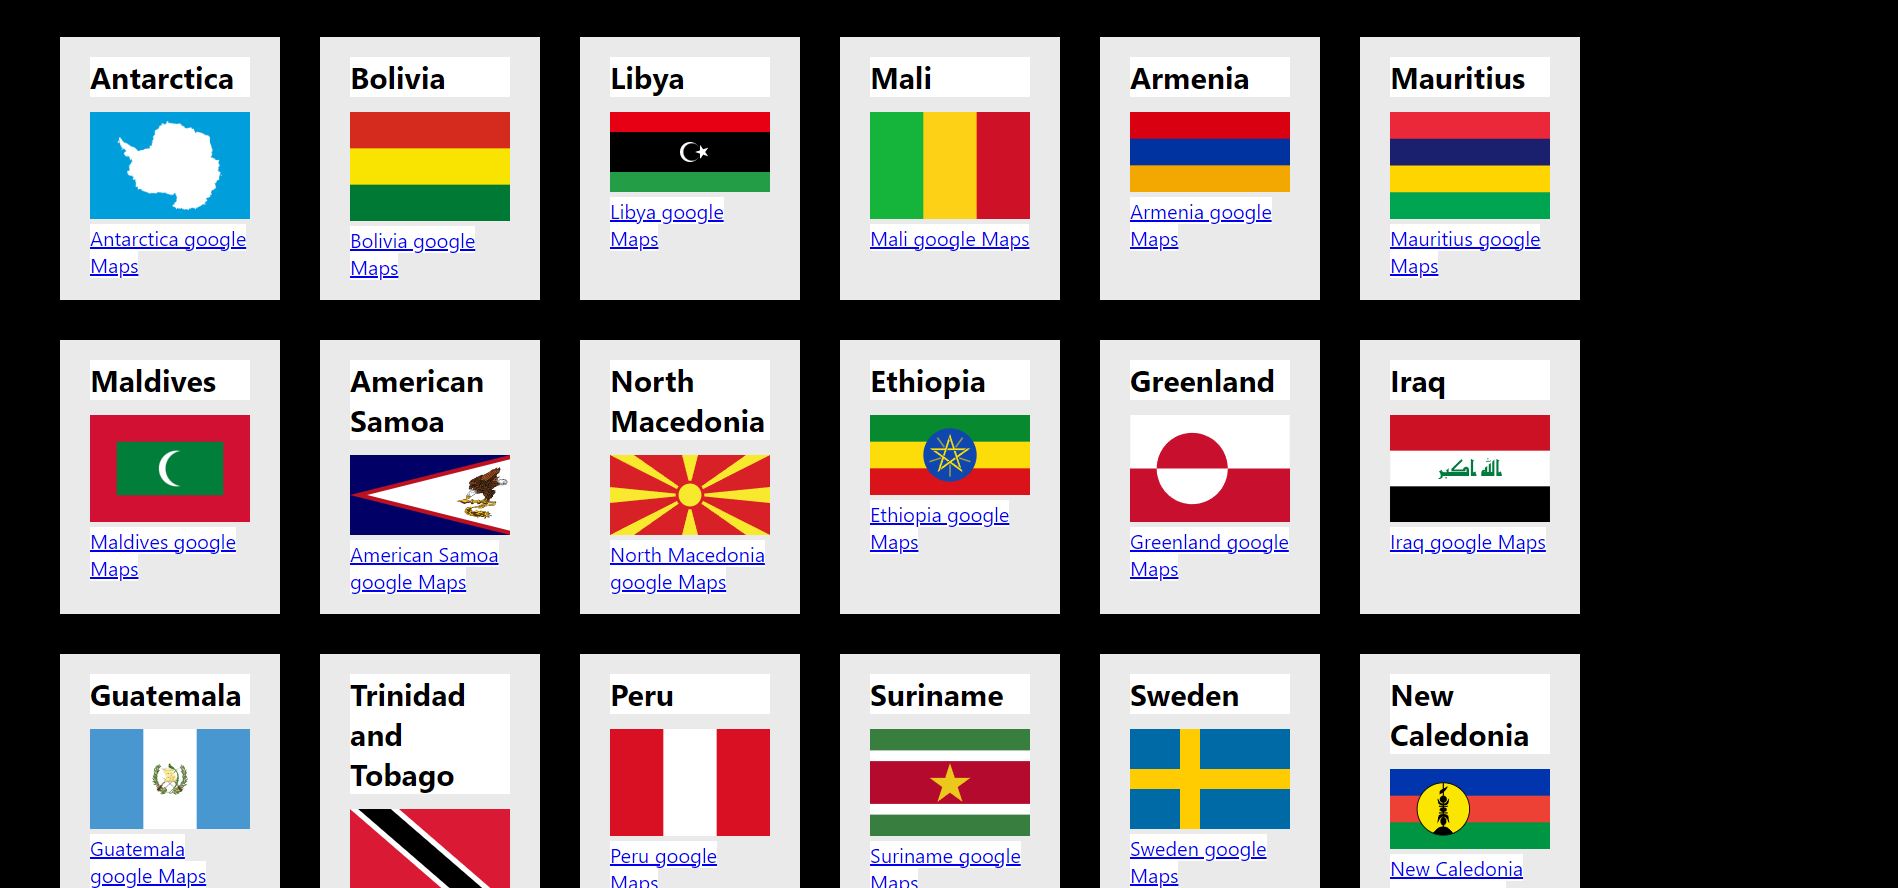 Antarctica
Antarctica google
Maps
Bolivia
Bolivia google
Maps
Libya
Libya google
Maps
Mali
Mali google Maps
Armenia
Armenia google
Maps
Mauritius
Mauritius google
Maps
Maldives
Maldives google
Maps
American
Samoa
American Samoa
google Maps
North
Macedonia
North Macedonia
google Maps
Ethiopia
Ethiopia google
Maps
Greenland
Greenland google
Maps
Iraq
الله اكبر
Iraq google Maps
Guatemala
Guatemala
google Maps
Trinidad
and
Tobago
Peru
Peru google
Maps
Suriname
Suriname google
Maps
Sweden
Sweden google
Maps
New
Caledonia
New Caledonia